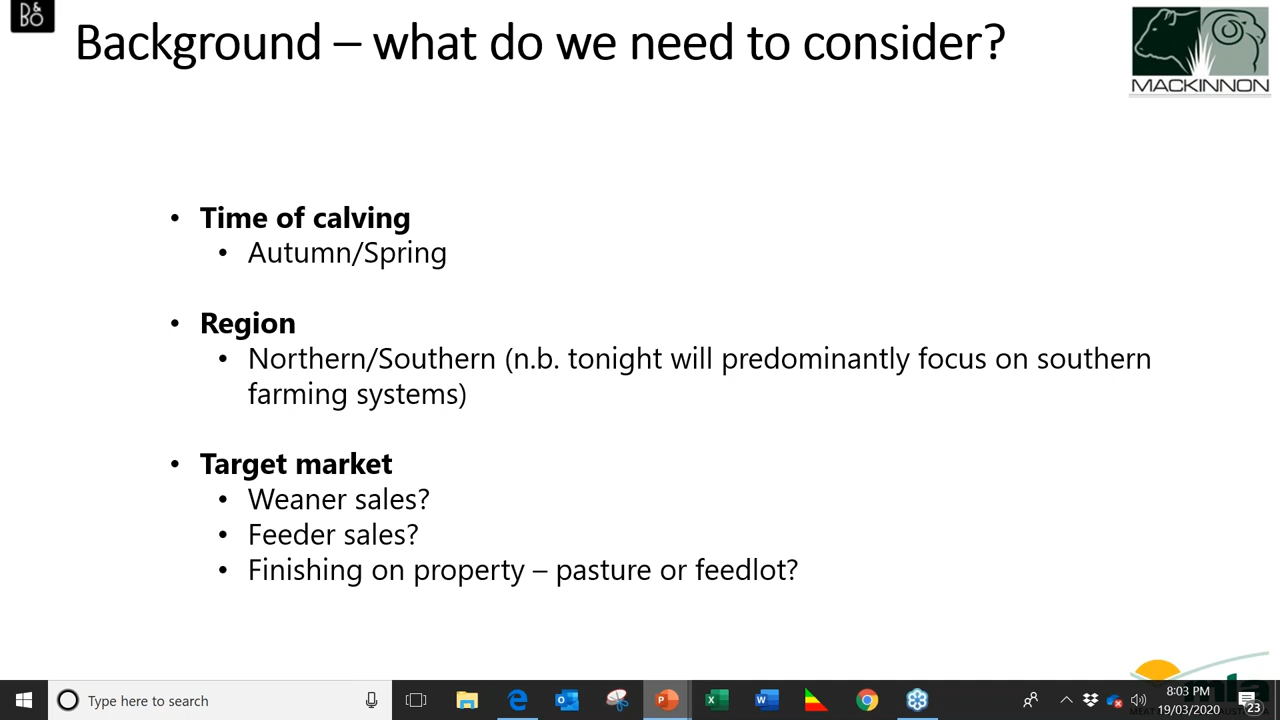 B&O
Background – what do we need to consider?
MACKINNON
• Time of calving
• Autumn/Spring
• Region
• Northern/Southern (n.b. tonight will predominantly focus on southern
farming systems)
• Target market
• Weaner sales?
• Feeder sales?
• Finishing on property – pasture or feedlot?
mla
Type here to search
8:03 PM
19/03/2020
23